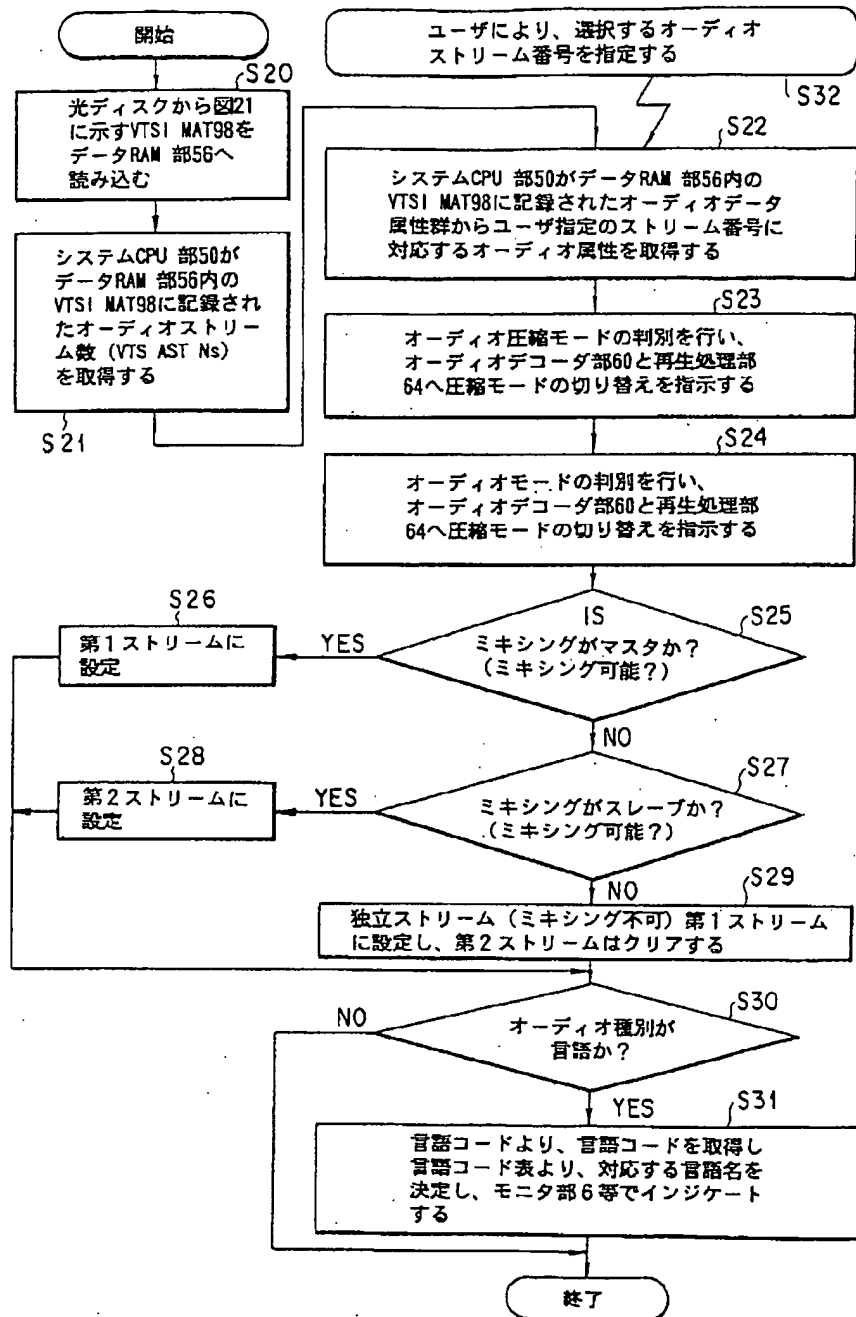 開始
S20
光ディスクから図21
に示すVTSI MAT98を
データRAM 部56へ
読み込む
システムCPU 部50が
データRAM 部56内の
VTSI MAT98に記録され
たオーディオストリー
ム数 (VTS AST Ns)
を取得する
S21
ユーザにより、選択するオーディオ
ストリーム番号を指定する
S32
S22
システムCPU 部50がデータRAM 部56内の
VTSI MAT98に記録されたオーディオデータ
属性群からユーザ指定のストリーム番号に
対応するオーディオ属性を取得する
S23
オーディオ圧縮モードの判別を行い、
オーディオデコーダ部60と再生処理部
64へ圧縮モードの切り替えを指示する
S24
オーディオモードの判別を行い、
オーディオデコーダ部60と再生処理部
64へ圧縮モードの切り替えを指示する
S25
IS
ミキシングがマスタか?
(ミキシング可能?)
YES
S26
第1ストリームに
設定
NO
S27
ミキシングがスレーブか?
(ミキシング可能?)
YES
S28
第2ストリームに
設定
NO
S29
独立ストリーム (ミキシング不可) 第1ストリーム
に設定し、第2ストリームはクリアする
S30
オーディオ種別が
言語か?
NO
YES
S31
言語コードより、言語コードを取得し
言語コード表より、対応する言語名を
決定し、モニタ部6等でインジケート
する
終了